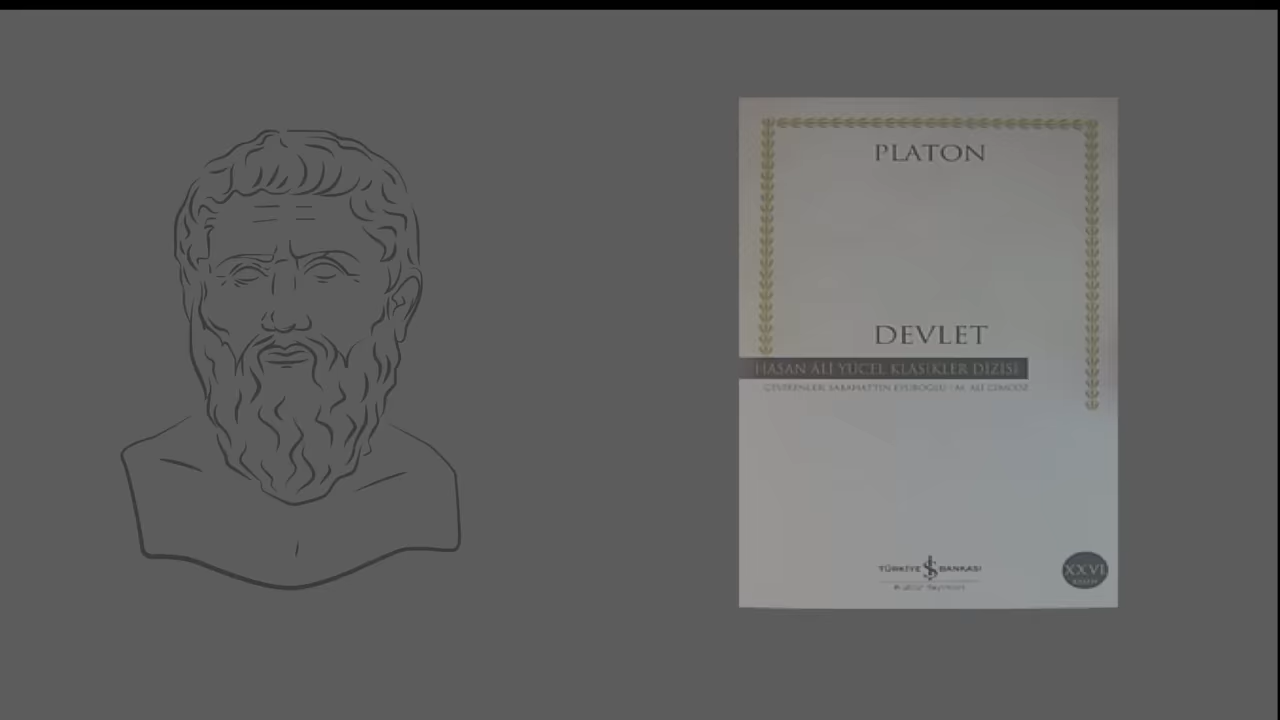 PLATON
DEVLET
HASAN ÂLİ YÜCEL KLASİKLER DİZİSİ
ÇEVİRENLER: SABAHATTİN EYÜBOĞLU - M. ALİ CİMCOZ
TÜRKİYE İŞ BANKASI
Kültür Yayınları
XXVI